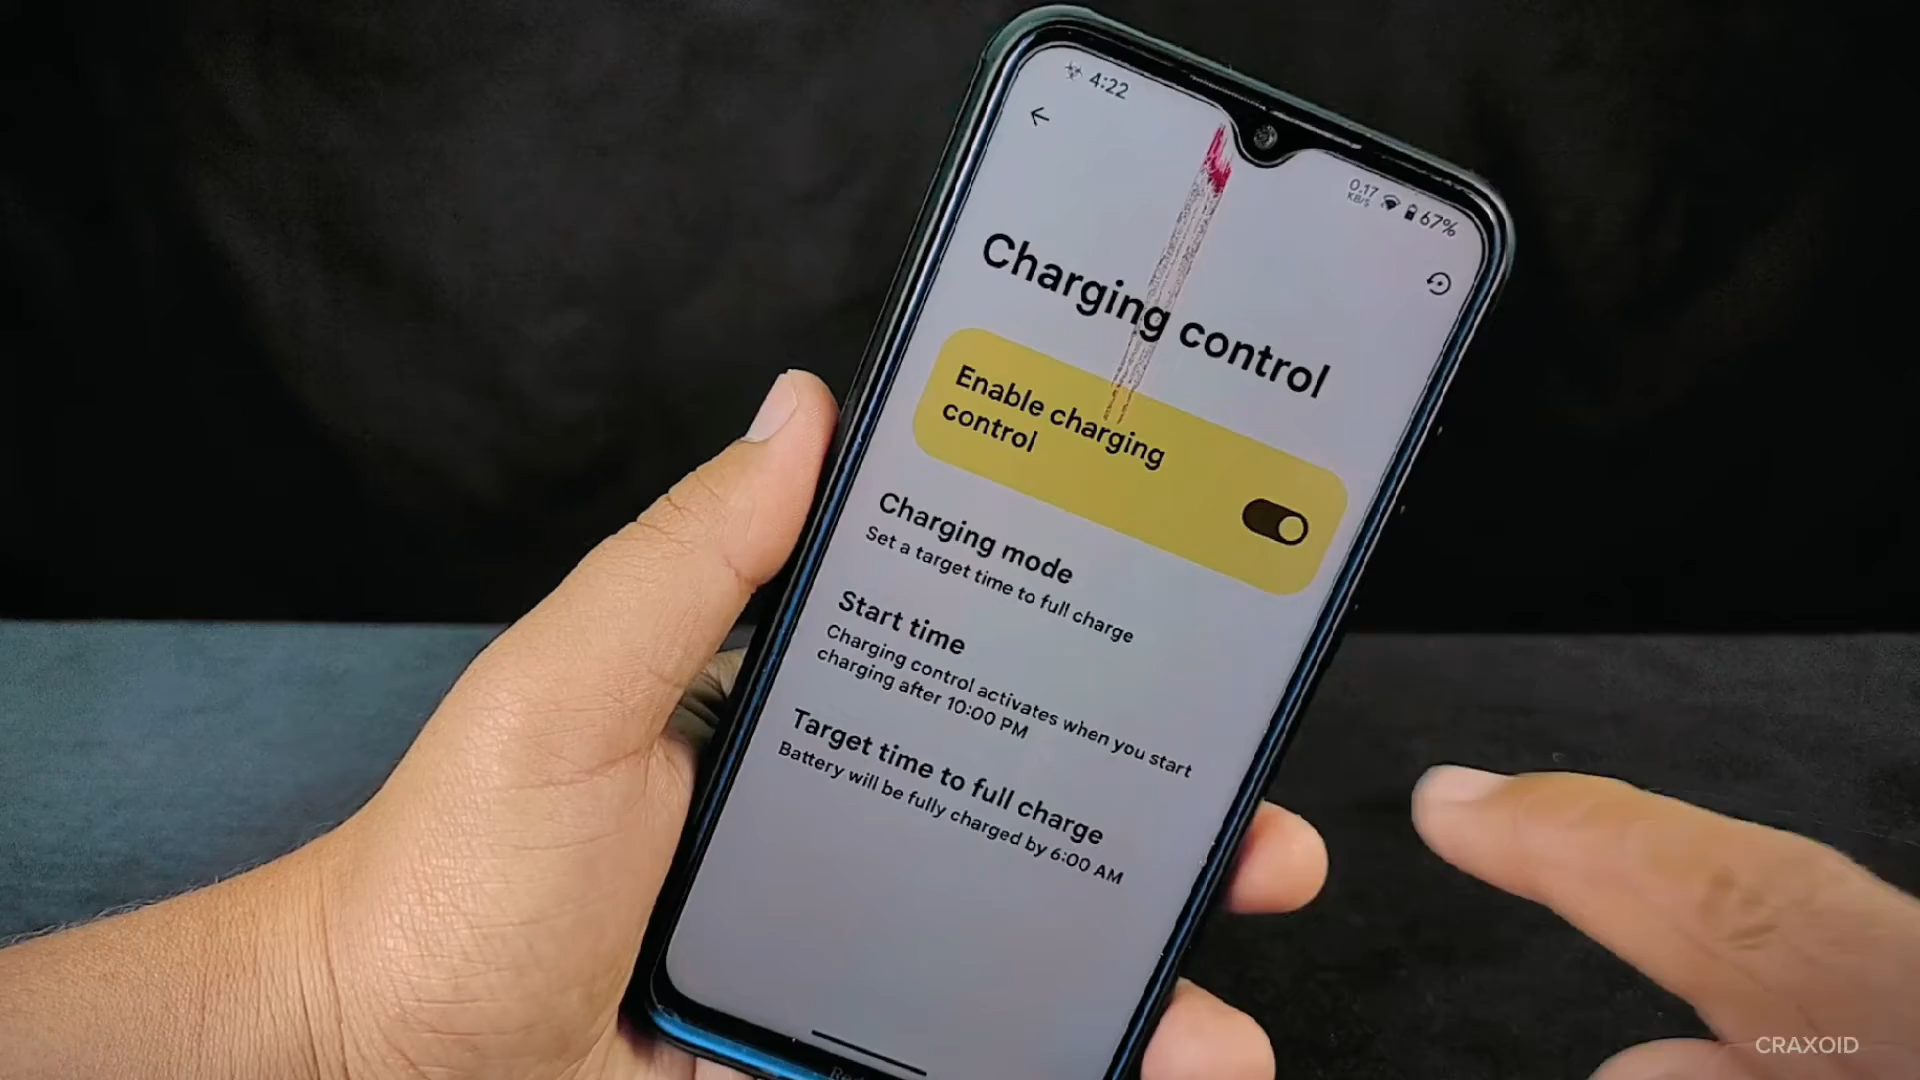 4:22
0.17
KB/S
67%
Charging control
Enable charging
control
Charging mode
Set a target time to full charge
Start time
Charging control activates when you start
charging after 10:00 PM
Target time to full charge
Battery will be fully charged by 6:00 AM
CRAXOID